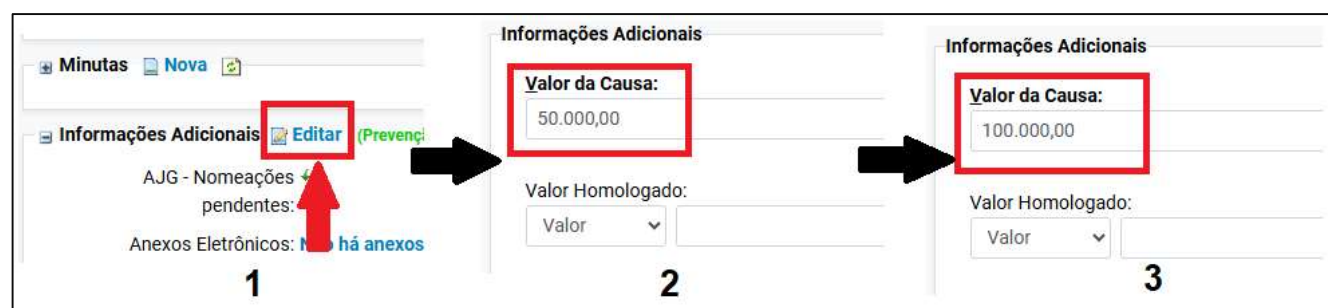 Minutas Nova
Informações Adicionais Editar (Prevenç
AJG - Nomeações
pendentes:
Anexos Eletrônicos: há anexos
1
Informações Adicionais
Valor da Causa:
50.000,00
Valor Homologado:
Valor
2
Informações Adicionais
Valor da Causa:
100.000,00
Valor Homologado:
Valor
3